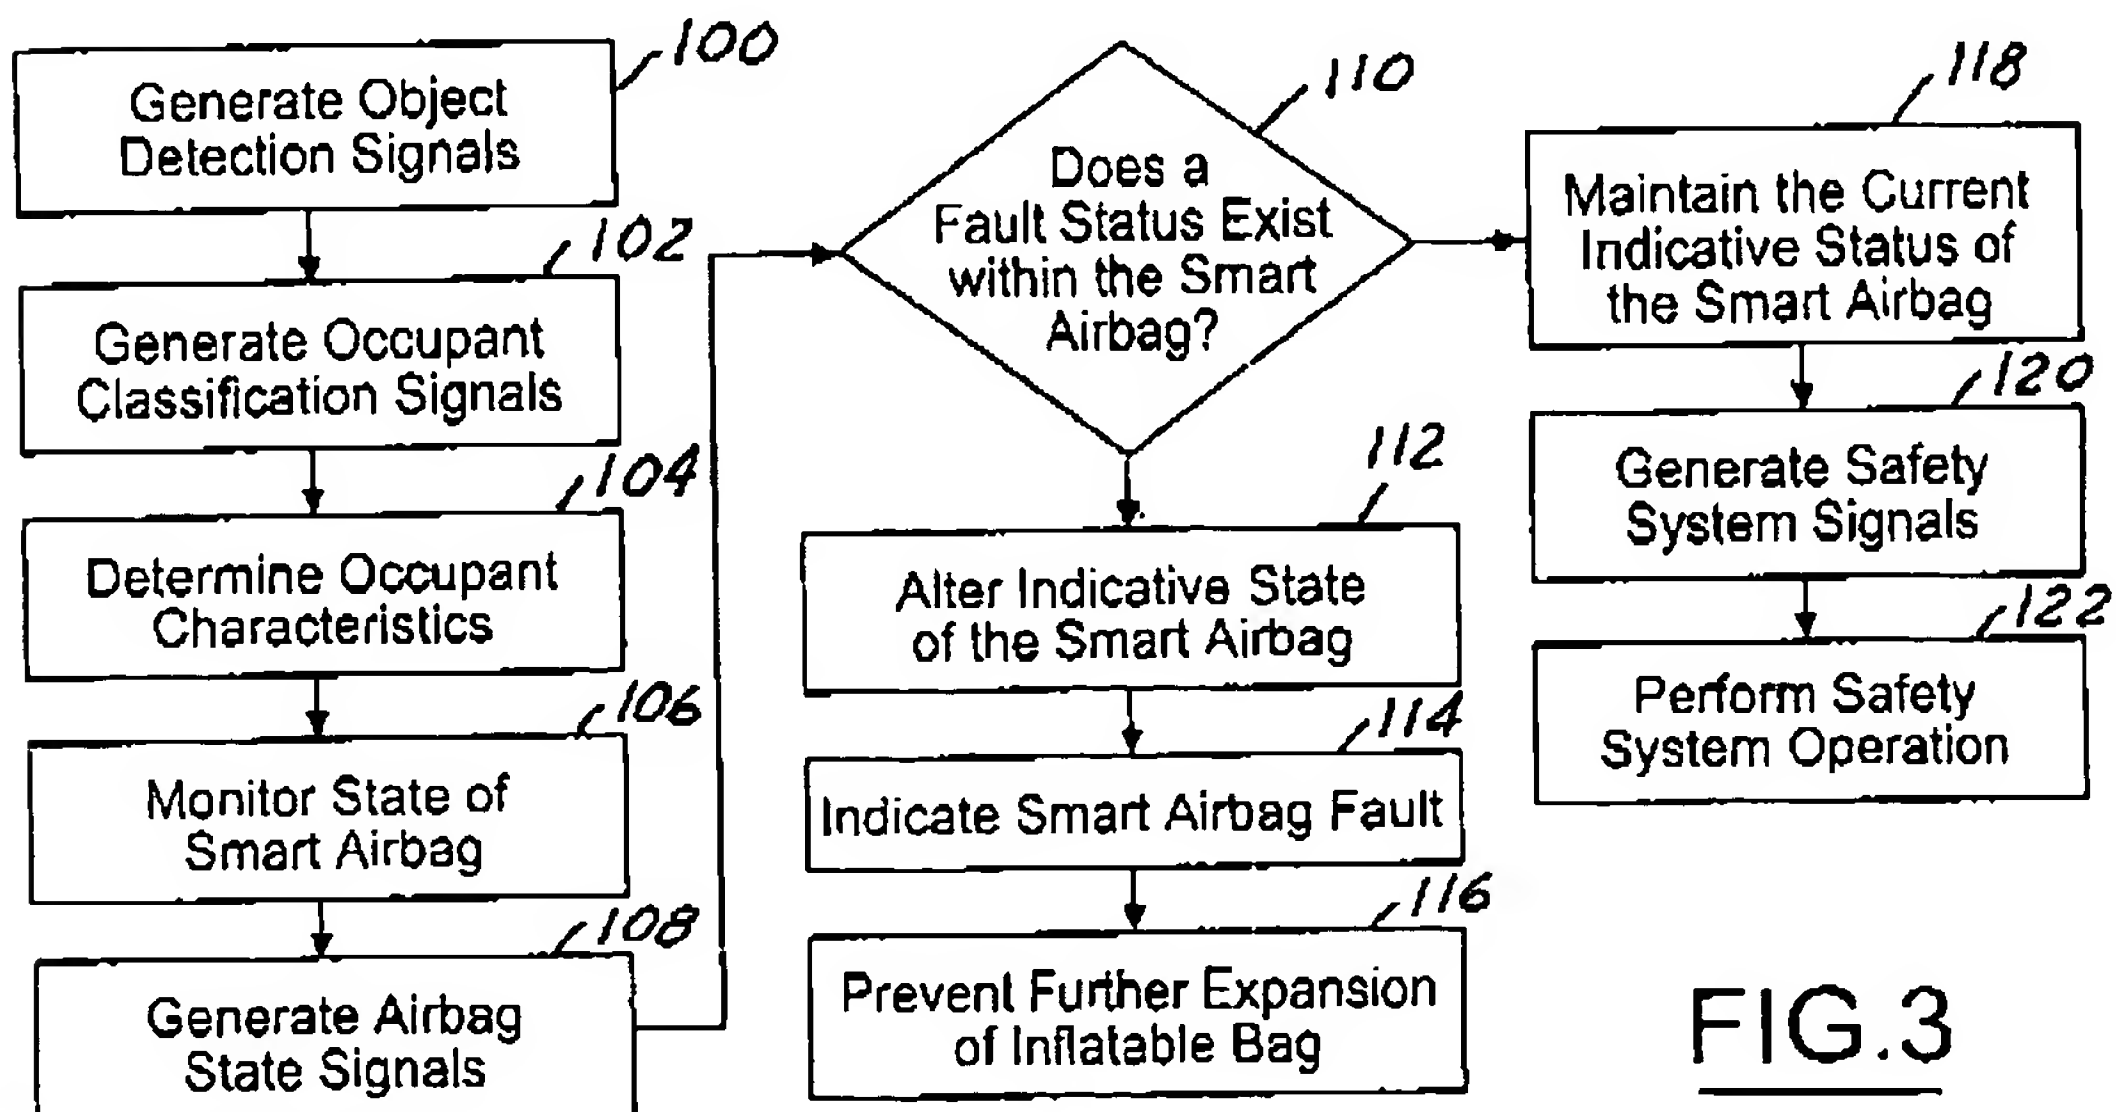 100
Generate Object
Detection Signals
102
Generate Occupant
Classification Signals
104
Determine Occupant
Characteristics
106
Monitor State of
Smart Airbag
108
Generate Airbag
State Signals
110
Does a
Fault Status Exist
within the Smart
Airbag?
112
Alter Indicative State
of the Smart Airbag
114
Indicate Smart Airbag Fault
116
Prevent Further Expansion
of Inflatable Bag
118
Maintain the Current
Indicative Status of
the Smart Airbag
120
Generate Safety
System Signals
122
Perform Safety
System Operation
FIG.3